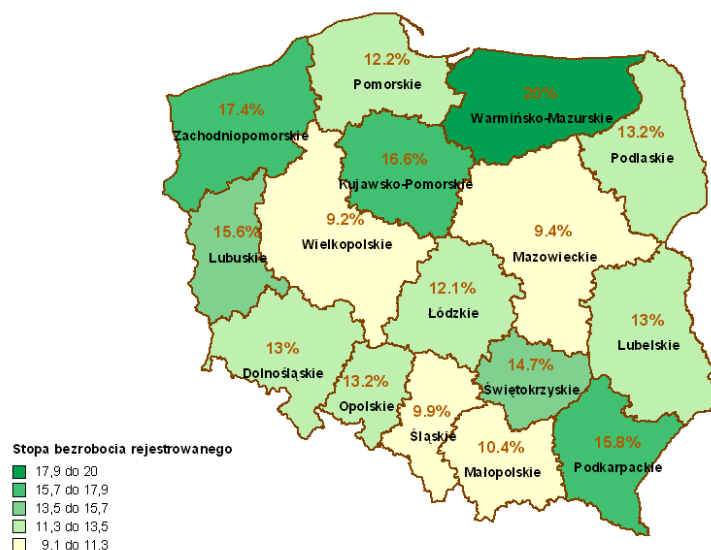 12.2%
Pomorskie
20%
Warmińsko-Mazurskie
17.4%
Zachodniopomorskie
13.2%
Podlaskie
16.6%
Kujawsko-Pomorskie
9.2%
Wielkopolskie
15.6%
Lubuskie
9.4%
Mazowieckie
12.1%
Lódzkie
13%
Lubelskie
13%
Dolnośląskie
14.7%
Świętokrzyskie
13.2%
Opolskie
9.9%
Śląskie
10.4%
Małopolskie
15.8%
Podkarpackie
Stopa bezrobocia rejestrowanego
17,9 do 20
15,7 do 17,9
13,5 do 15,7
11,3 do 13,5
9,1 do 11,3